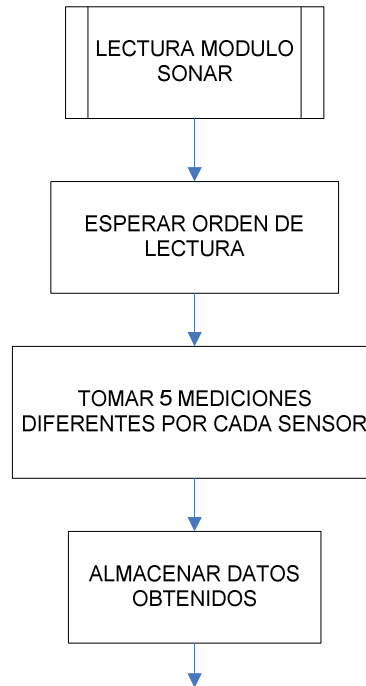 LECTURA MODULO
SONAR
ESPERAR ORDEN DE
LECTURA
TOMAR 5 MEDICIONES
DIFERENTES POR CADA SENSOR
ALMACENAR DATOS
OBTENIDOS